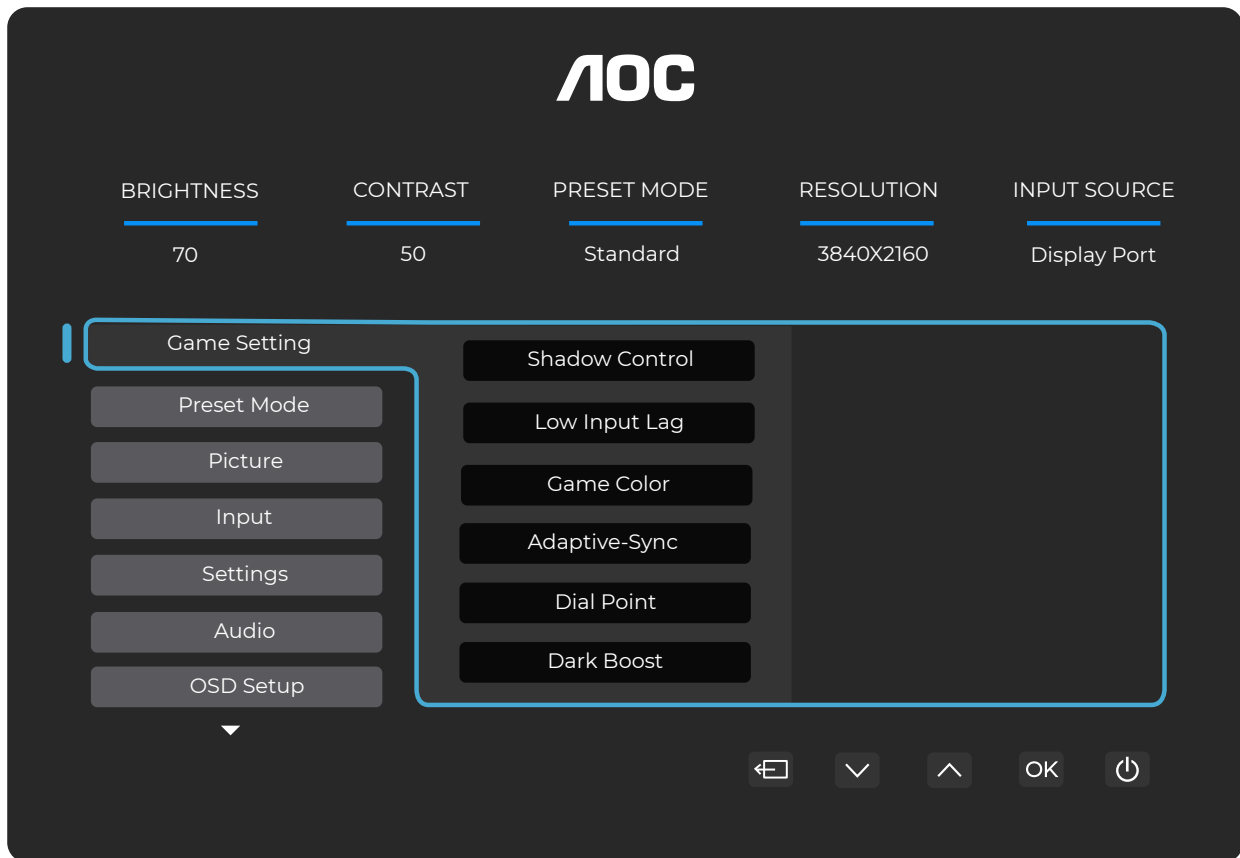 AOC
BRIGHTNESS CONTRAST PRESET MODE RESOLUTION INPUT SOURCE
70 50 Standard 3840X2160 Display Port
Game Setting
Preset Mode
Picture
Input
Settings
Audio
OSD Setup
Shadow Control
Low Input Lag
Game Color
Adaptive-Sync
Dial Point
Dark Boost
OK